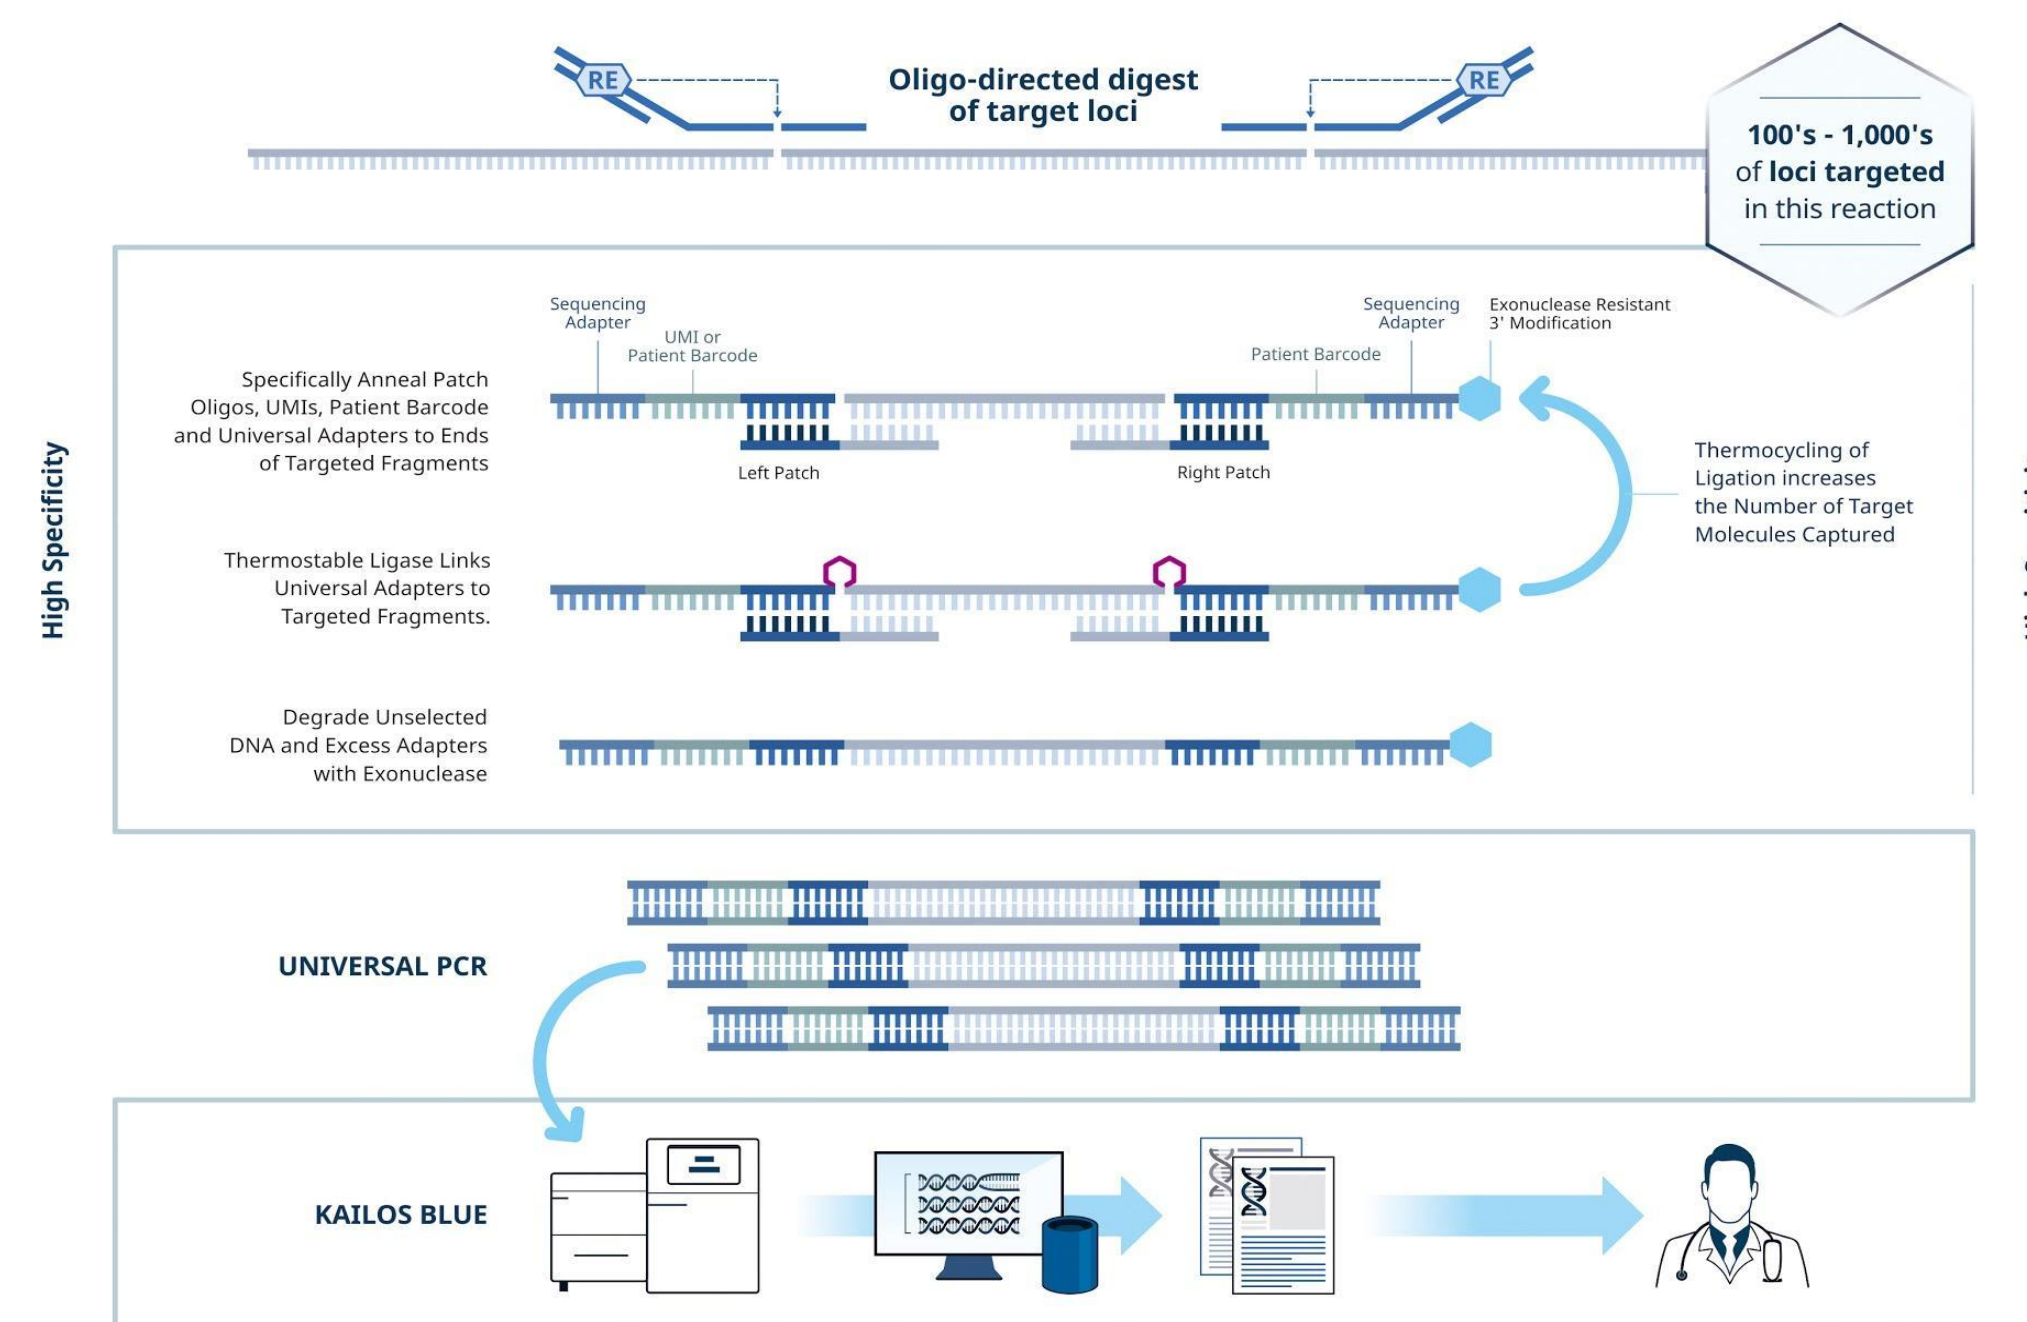 RE
Oligo-directed digest
of target loci
RE
100's - 1,000's
of loci targeted
in this reaction
High Specificity
Specifically Anneal Patch
Oligos, UMIs, Patient Barcode
and Universal Adapters to Ends
of Targeted Fragments
Sequencing
Adapter
UMI or
Patient Barcode
Left Patch
Patient Barcode
Sequencing
Adapter
Exonuclease Resistant
3' Modification
Right Patch
Thermocycling of
Ligation increases
the Number of Target
Molecules Captured
Thermostable Ligase Links
Universal Adapters to
Targeted Fragments.
Degrade Unselected
DNA and Excess Adapters
with Exonuclease
UNIVERSAL PCR
KAILOS BLUE